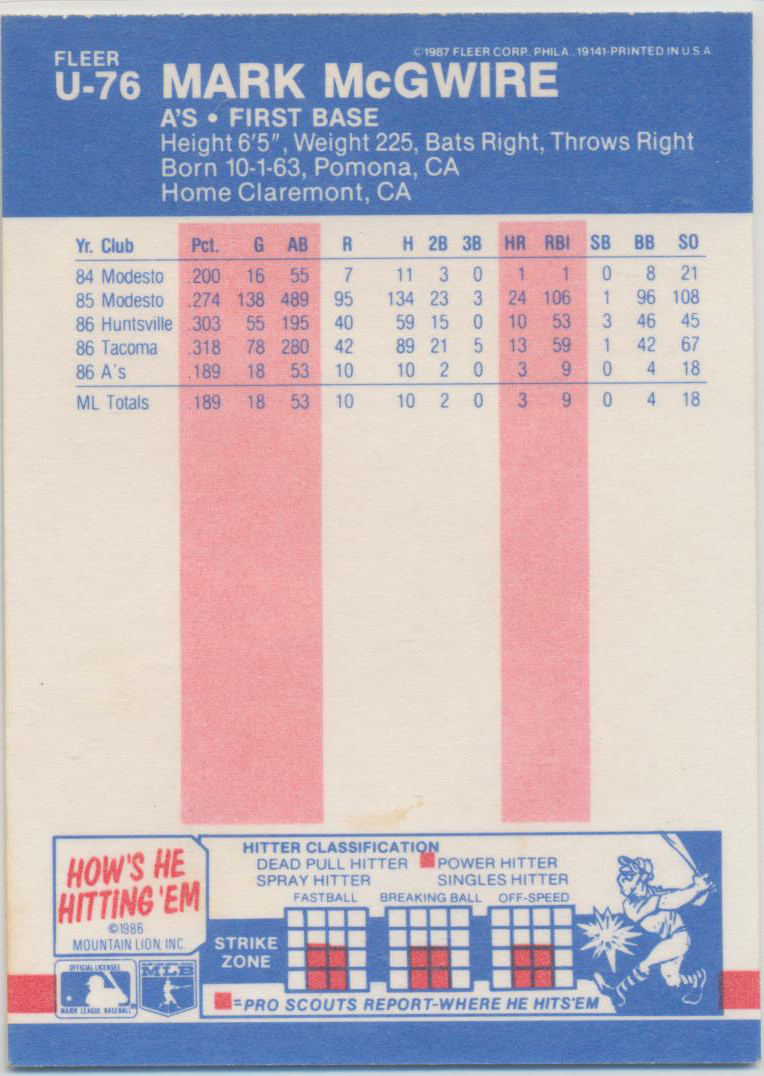 FLEER
©1987 FLEER CORP., PHILA., 19141-PRINTED IN U.S.A.
U-76 MARK McGWIRE
A'S • FIRST BASE
Height 6'5", Weight 225, Bats Right, Throws Right
Born 10-1-63, Pomona, CA
Home Claremont, CA
Yr. Club Pct. G AB R H 2B 3B HR RBI SB BB SO
84 Modesto .200 16 55 7 11 3 0 1 1 0 8 21
85 Modesto .274 138 489 95 134 23 3 24 106 1 96 108
86 Huntsville .303 55 195 40 59 15 0 10 53 3 46 45
86 Tacoma .318 78 280 42 89 21 5 13 59 1 42 67
86 A's .189 18 53 10 10 2 0 3 9 0 4 18
ML Totals .189 18 53 10 10 2 0 3 9 0 4 18
HOW'S HE
HITTING 'EM
©1986
MOUNTAIN LION, INC.
HITTER CLASSIFICATION
DEAD PULL HITTER POWER HITTER
SPRAY HITTER SINGLES HITTER
FASTBALL BREAKING BALL OFF-SPEED
STRIKE
ZONE
=PRO SCOUTS REPORT-WHERE HE HITS'EM
OFFICIAL LICENSEE
MAJOR LEAGUE BASEBALL
MLB